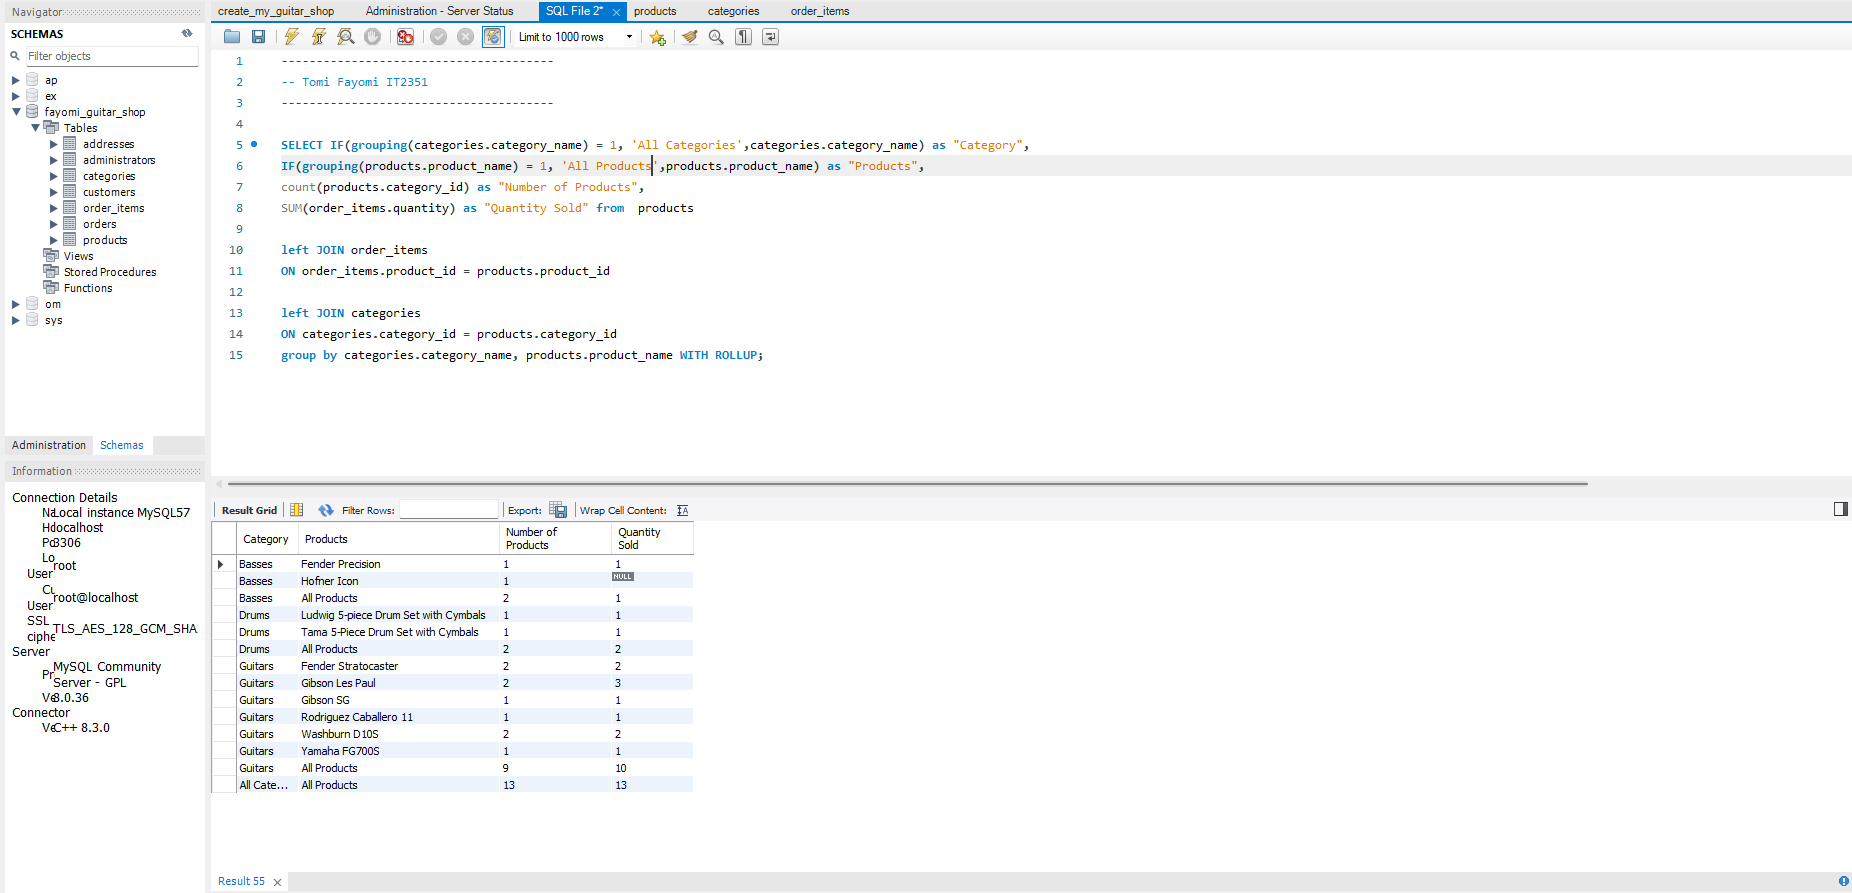 Navigator
SCHEMAS
Filter objects
ap
ex
fayomi_guitar_shop
Tables
addresses
administrators
categories
customers
order_items
orders
products
Views
Stored Procedures
Functions
om
sys
Administration Schemas
Information
Connection Details
Local instance MySQL57
localhost
3306
Lo
root
User
root@localhost
User
SSL
TLS_AES_128_GCM_SHA
ciphe
Server
MySQL Community
Pr
Server - GPL
Ve 8.0.36
Connector
Ve C++ 8.3.0
create_my_guitar_shop Administration - Server Status SQL File 2* products categories order_items
Limit to 1000 rows
1 ---------------------------------------
2 -- Tomi Fayomi IT2351
3 ---------------------------------------
4
5 SELECT IF(grouping(categories.category_name) = 1, 'All Categories',categories.category_name) as "Category",
6 IF(grouping(products.product_name) = 1, 'All Products',products.product_name) as "Products",
7 count(products.category_id) as "Number of Products",
8 SUM(order_items.quantity) as "Quantity Sold" from  products
9
10 left JOIN order_items
11 ON order_items.product_id = products.product_id
12
13 left JOIN categories
14 ON categories.category_id = products.category_id
15 group by categories.category_name, products.product_name WITH ROLLUP;
Result Grid Filter Rows: Export: Wrap Cell Content:
Category Products Number of Products Quantity Sold
Basses Fender Precision 1 1
Basses Hofner Icon 1 NULL
Basses All Products 2 1
Drums Ludwig 5-piece Drum Set with Cymbals 1 1
Drums Tama 5-Piece Drum Set with Cymbals 1 1
Drums All Products 2 2
Guitars Fender Stratocaster 2 2
Guitars Gibson Les Paul 2 3
Guitars Gibson SG 1 1
Guitars Rodriguez Caballero 11 1 1
Guitars Washburn D10S 2 2
Guitars Yamaha FG700S 1 1
Guitars All Products 9 10
All Cate... All Products 13 13
Result 55